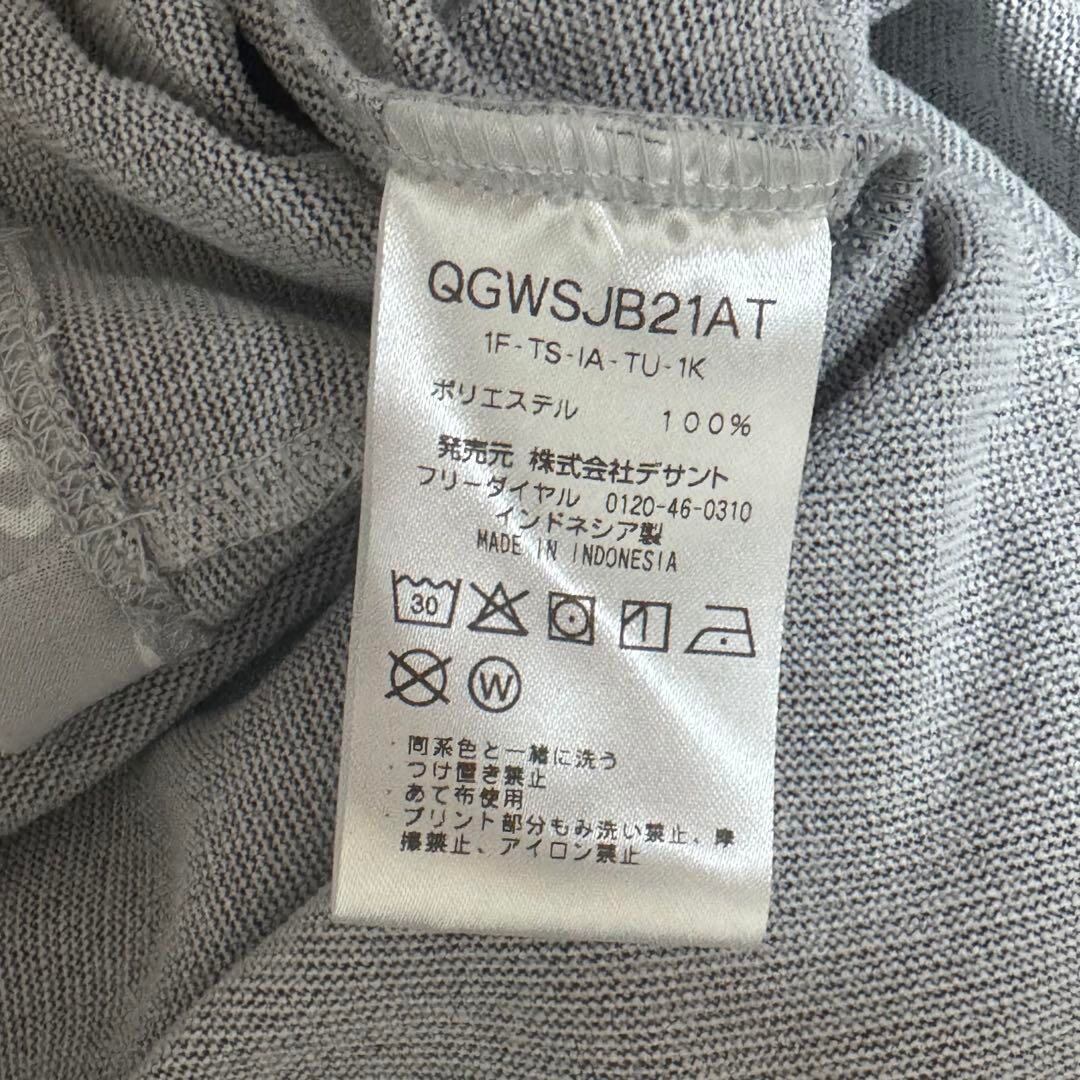 QGWSJB21AT
1F-TS-IA-TU-1K
ポリエステル 100%
発売元 株式会社デサント
フリーダイヤル 0120-46-0310
インドネシア製
MADE IN INDONESIA
30
W
・同系色と一緒に洗う
・つけ置き禁止
・あて布使用
・プリント部分もみ洗い禁止、摩
擦禁止、アイロン禁止